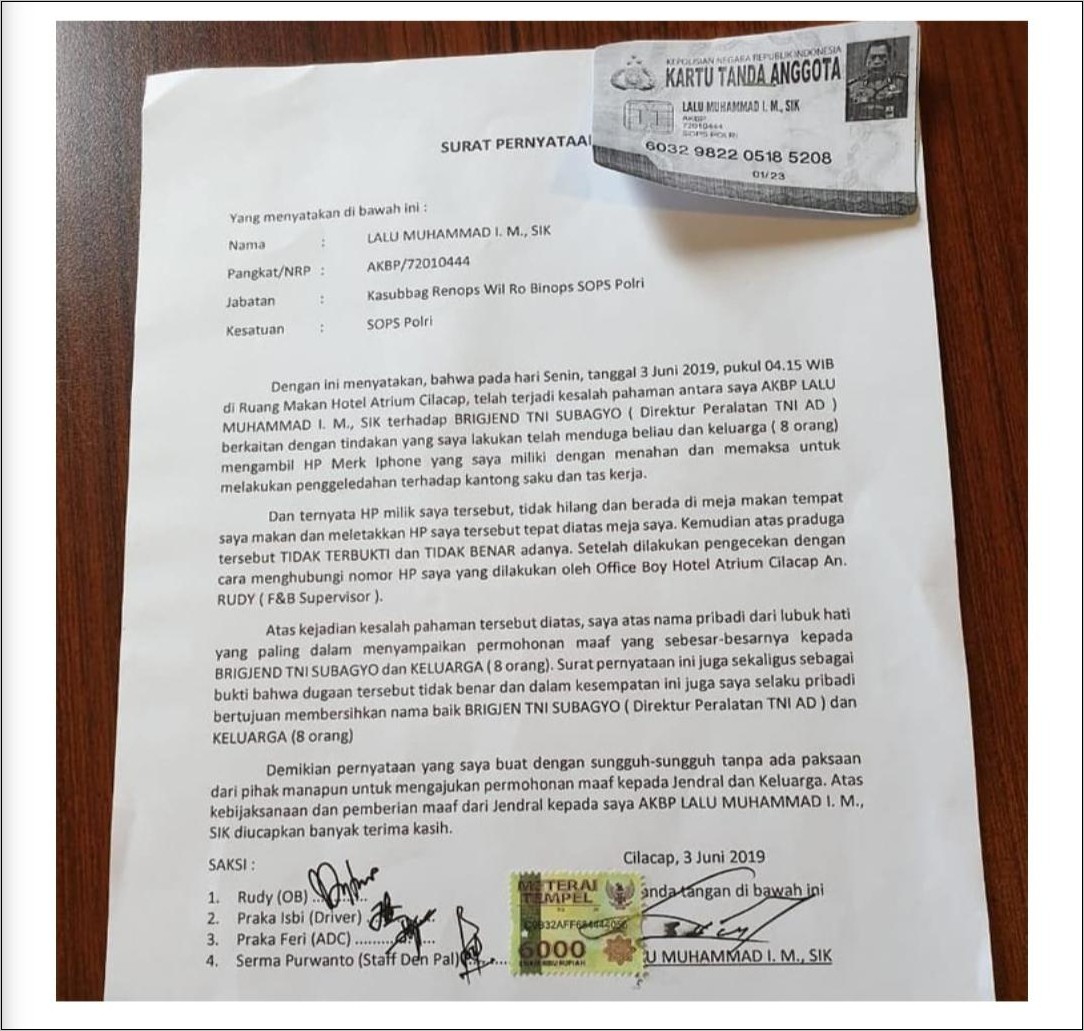 KEPOLISIAN NEGARA REPUBLIK INDONESIA
KARTU TANDA ANGGOTA
LALU MUHAMMAD I. M., SIK
AKBP
72010444
SOPS POLRI
6032 9822 0518 5208
01/23
SURAT PERNYATAA
Yang menyatakan di bawah ini :
Nama : LALU MUHAMMAD I. M., SIK
Pangkat/NRP : AKBP/72010444
Jabatan : Kasubbag Renops Wil Ro Binops SOPS Polri
Kesatuan : SOPS Polri
Dengan ini menyatakan, bahwa pada hari Senin, tanggal 3 Juni 2019, pukul 04.15 WIB
di Ruang Makan Hotel Atrium Cilacap, telah terjadi kesalah pahaman antara saya AKBP LALU
MUHAMMAD I. M., SIK terhadap BRIGJEND TNI SUBAGYO ( Direktur Peralatan TNI AD )
berkaitan dengan tindakan yang saya lakukan telah menduga beliau dan keluarga ( 8 orang)
mengambil HP Merk Iphone yang saya miliki dengan menahan dan memaksa untuk
melakukan penggeledahan terhadap kantong saku dan tas kerja.
Dan ternyata HP milik saya tersebut, tidak hilang dan berada di meja makan tempat
saya makan dan meletakkan HP saya tersebut tepat diatas meja saya. Kemudian atas praduga
tersebut TIDAK TERBUKTI dan TIDAK BENAR adanya. Setelah dilakukan pengecekan dengan
cara menghubungi nomor HP saya yang dilakukan oleh Office Boy Hotel Atrium Cilacap An.
RUDY ( F&B Supervisor ).
Atas kejadian kesalah pahaman tersebut diatas, saya atas nama pribadi dari lubuk hati
yang paling dalam menyampaikan permohonan maaf yang sebesar-besarnya kepada
BRIGJEND TNI SUBAGYO dan KELUARGA ( 8 orang). Surat pernyataan ini juga sekaligus sebagai
bukti bahwa dugaan tersebut tidak benar dan dalam kesempatan ini juga saya selaku pribadi
bertujuan membersihkan nama baik BRIGJEN TNI SUBAGYO ( Direktur Peralatan TNI AD ) dan
KELUARGA (8 orang)
Demikian pernyataan yang saya buat dengan sungguh-sungguh tanpa ada paksaan
dari pihak manapun untuk mengajukan permohonan maaf kepada Jendral dan Keluarga. Atas
kebijaksanaan dan pemberian maaf dari Jendral kepada saya AKBP LALU MUHAMMAD I. M.,
SIK diucapkan banyak terima kasih.
SAKSI :
Cilacap, 3 Juni 2019
anda tangan di bawah ini
1. Rudy (OB)
2. Praka Isbi (Driver)
3. Praka Feri (ADC) ..............
4. Serma Purwanto (Staff Den Pal)
METERAI
TEMPEL
6000
U MUHAMMAD I. M., SIK